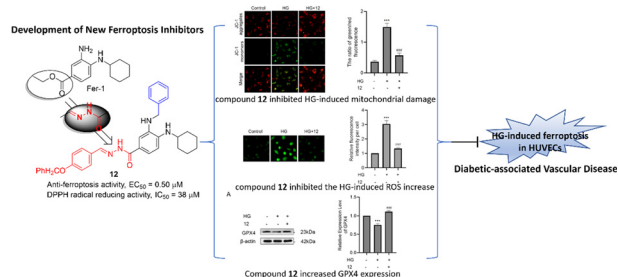 Development of New Ferroptosis Inhibitors
NH2
H
N
O
O
Fer-1
N
H
N
HN
H
N
N
H
N
O
PhH2CO
12
Anti-ferroptosis activity, EC50 = 0.50 μM
DPPH radical reducing activity, IC50 = 38 μM
Control
HG
HG+12
JC-1 aggregates
JC-1 monomers
Merge
The ratio of green/red fluorescence
***
###
HG - + +
12 - - +
compound 12 inhibited HG-induced mitochondrial damage
Control
HG
HG+12
Relative fluorescence intensity per cell
***
HG - + +
12 - - +
compound 12 inhibited the HG-induced ROS increase
A
HG - + +
12 - - +
GPX4
23kDa
β-actin
42kDa
Relative Expression Leve of GPX4
***
HG - + +
12 - - +
Compound 12 increased GPX4 expression
HG-induced ferroptosis
in HUVECs
Diabetic-associated Vascular Disease